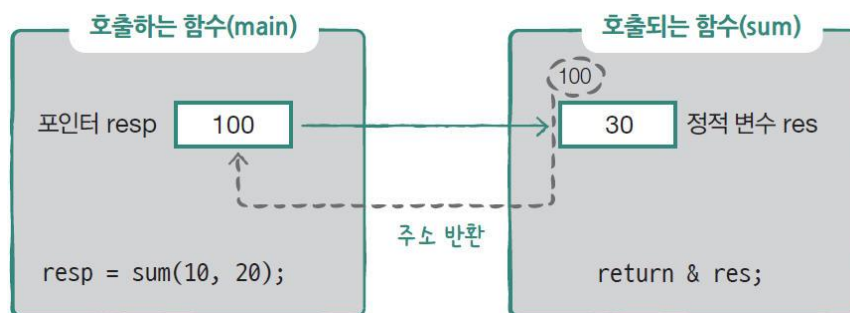 호출하는 함수(main)
포인터 resp
100
resp = sum(10, 20);
주소 반환
호출되는 함수(sum)
100
30
정적 변수 res
return & res;